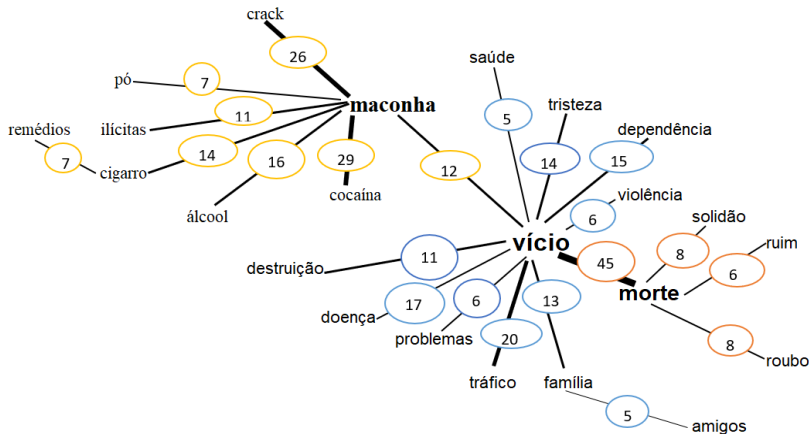 crack
26
saúde
pó
7
maconha
tristeza
ilícitas
11
5
dependência
remédios
7
cigarro
14
16
29
12
14
15
álcool
cocaína
6
violência
solidão
vício
8
ruim
destruição
11
45
6
doença
17
6
13
morte
problemas
20
8
roubo
tráfico
família
5
amigos